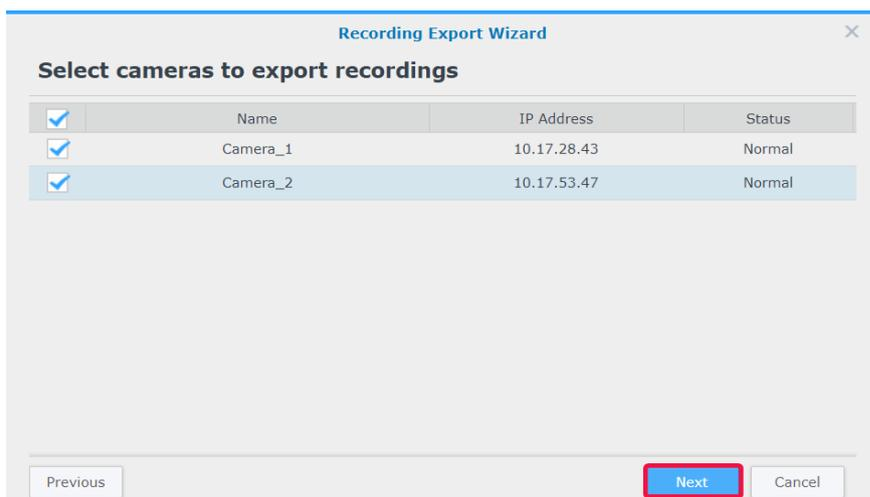 Recording Export Wizard
Select cameras to export recordings
Name IP Address Status
Camera_1 10.17.28.43 Normal
Camera_2 10.17.53.47 Normal
Previous Next Cancel